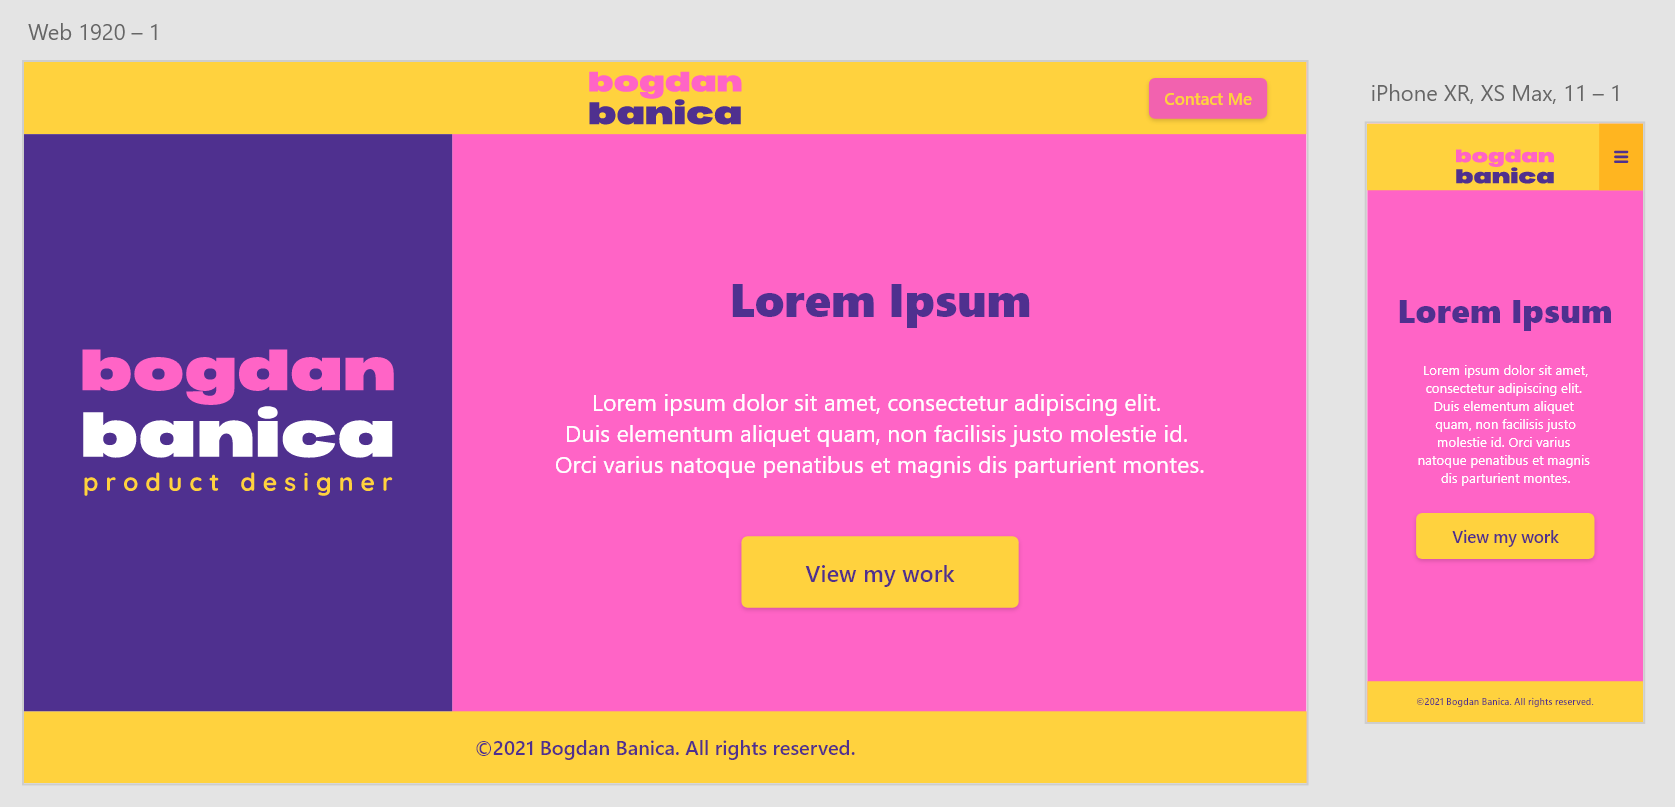 Web 1920 – 1
bogdan
banica
Contact Me
bogdan
banica
product designer
Lorem Ipsum
Lorem ipsum dolor sit amet, consectetur adipiscing elit.
Duis elementum aliquet quam, non facilisis justo molestie id.
Orci varius natoque penatibus et magnis dis parturient montes.
View my work
©2021 Bogdan Banica. All rights reserved.
iPhone XR, XS Max, 11 – 1
bogdan
banica
Lorem Ipsum
Lorem ipsum dolor sit amet,
consectetur adipiscing elit.
Duis elementum aliquet
quam, non facilisis justo
molestie id. Orci varius
natoque penatibus et magnis
dis parturient montes.
View my work
©2021 Bogdan Banica. All rights reserved.